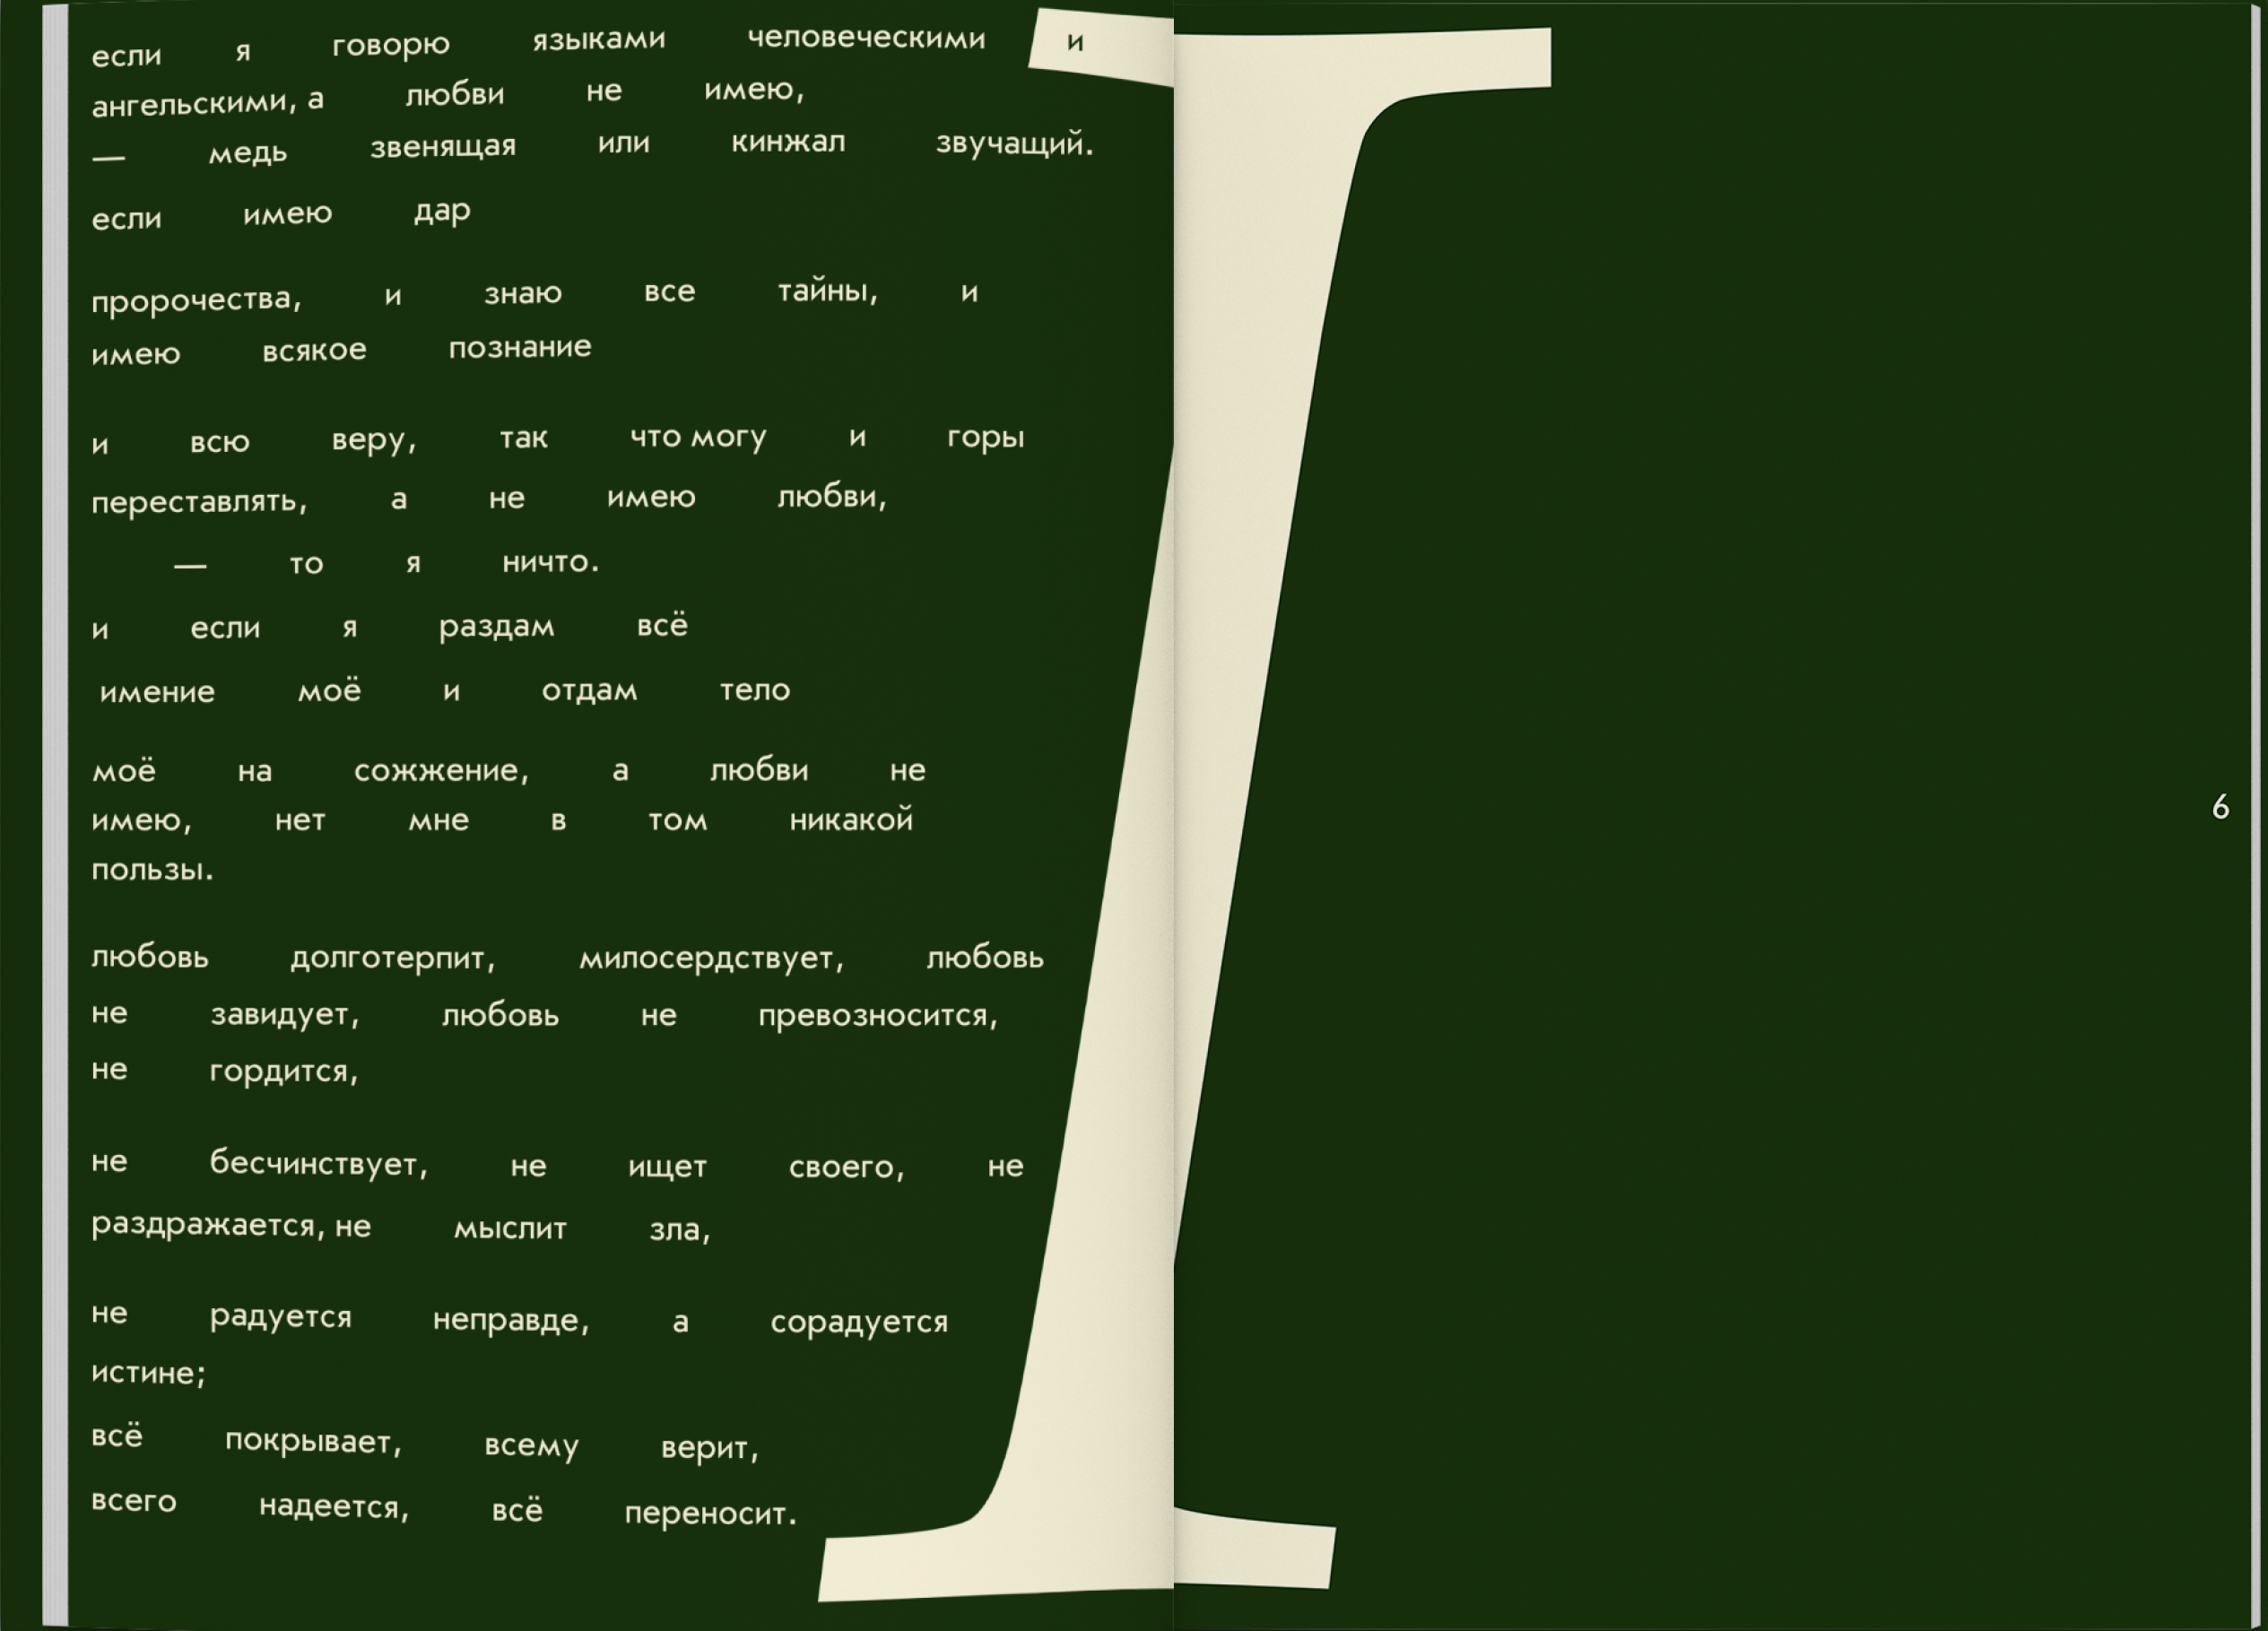 если я говорю языками человеческими и
ангельскими, а любви не имею,
— медь звенящая или кинжал звучащий.
если имею дар
пророчества, и знаю все тайны, и
имею всякое познание
и всю веру, так что могу и горы
переставлять, а не имею любви,
— то я ничто.
и если я раздам всё
имение моё и отдам тело
моё на сожжение, а любви не
имею, нет мне в том никакой
пользы.
любовь долготерпит, милосердствует, любовь
не завидует, любовь не превозносится,
не гордится,
не бесчинствует, не ищет своего, не
раздражается, не мыслит зла,
не радуется неправде, а сорадуется
истине;
всё покрывает, всему верит,
всего надеется, всё переносит.
I
6